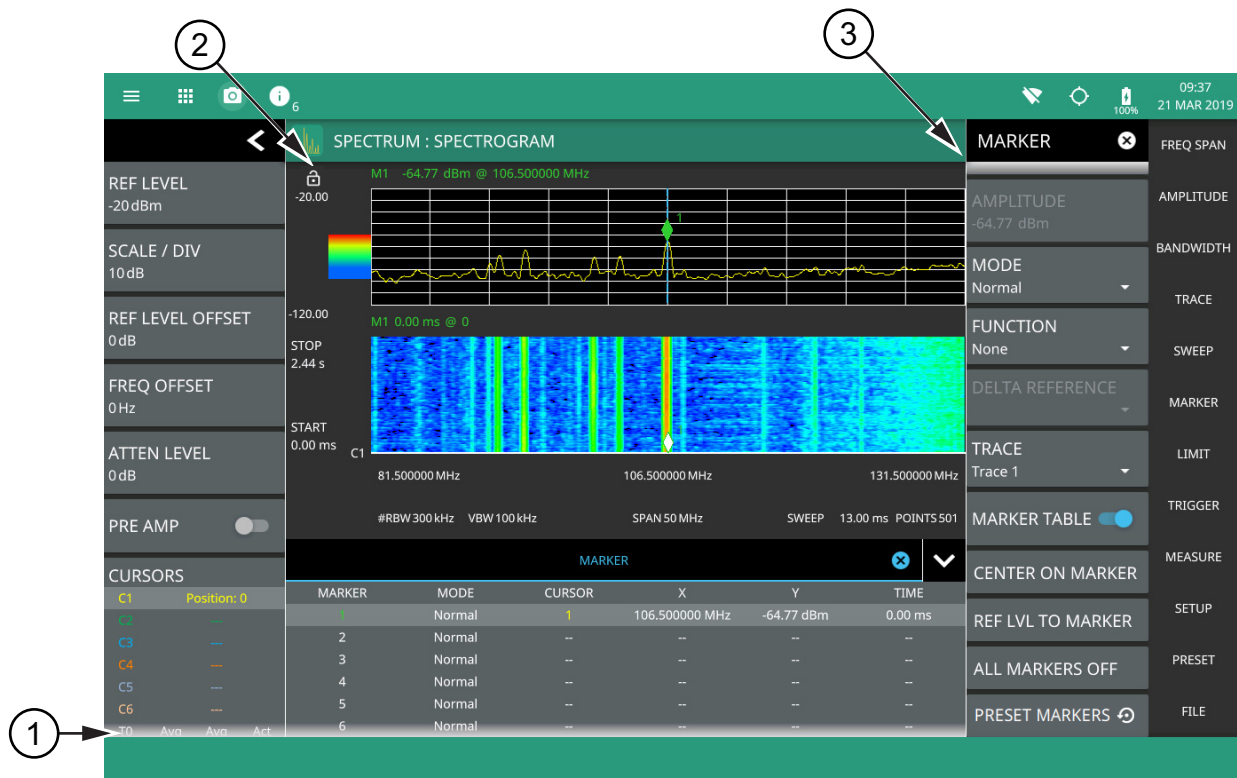 2
3
1
6
100%
09:37
21 MAR 2019
SPECTRUM : SPECTROGRAM
REF LEVEL
-20 dBm
SCALE / DIV
10 dB
REF LEVEL OFFSET
0 dB
FREQ OFFSET
0 Hz
ATTEN LEVEL
0 dB
PRE AMP
CURSORS
C1 Position: 0
C2 ---
C3 ---
C4 ---
C5 ---
C6 ---
T0 Avg Avg Act
M1 -64.77 dBm @ 106.500000 MHz
-20.00
1
-120.00
M1 0.00 ms @ 0
STOP
2.44 s
START
0.00 ms
C1
81.500000 MHz 106.500000 MHz 131.500000 MHz
#RBW 300 kHz VBW 100 kHz SPAN 50 MHz SWEEP 13.00 ms POINTS 501
MARKER
MARKER MODE CURSOR X Y TIME
1 Normal 1 106.500000 MHz -64.77 dBm 0.00 ms
2 Normal -- -- -- --
3 Normal -- -- -- --
4 Normal -- -- -- --
5 Normal -- -- -- --
6 Normal -- -- -- --
MARKER
AMPLITUDE
-64.77 dBm
MODE
Normal
FUNCTION
None
DELTA REFERENCE
TRACE
Trace 1
MARKER TABLE
CENTER ON MARKER
REF LVL TO MARKER
ALL MARKERS OFF
PRESET MARKERS
FREQ SPAN
AMPLITUDE
BANDWIDTH
TRACE
SWEEP
MARKER
LIMIT
TRIGGER
MEASURE
SETUP
PRESET
FILE